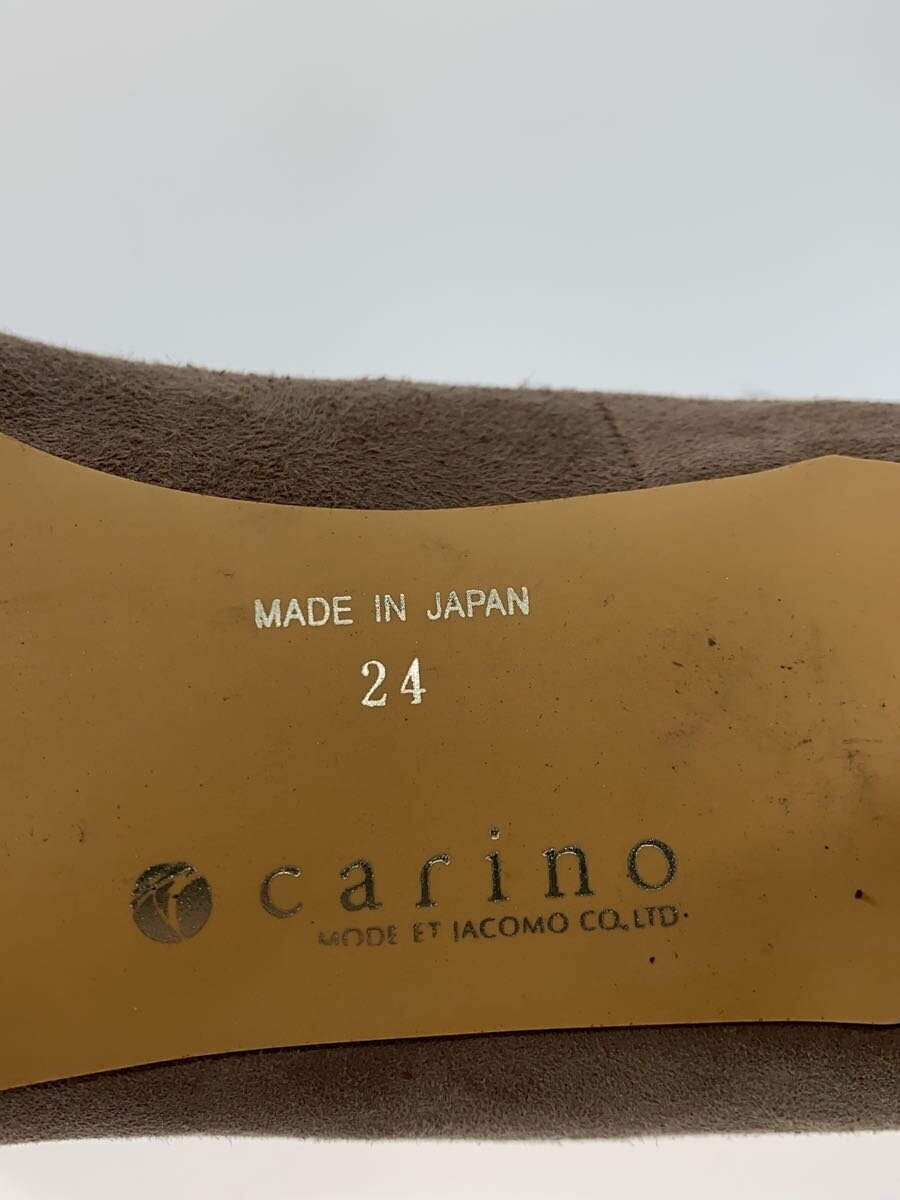 MADE IN JAPAN
24
carino
MODE ET JACOMO CO., LTD.